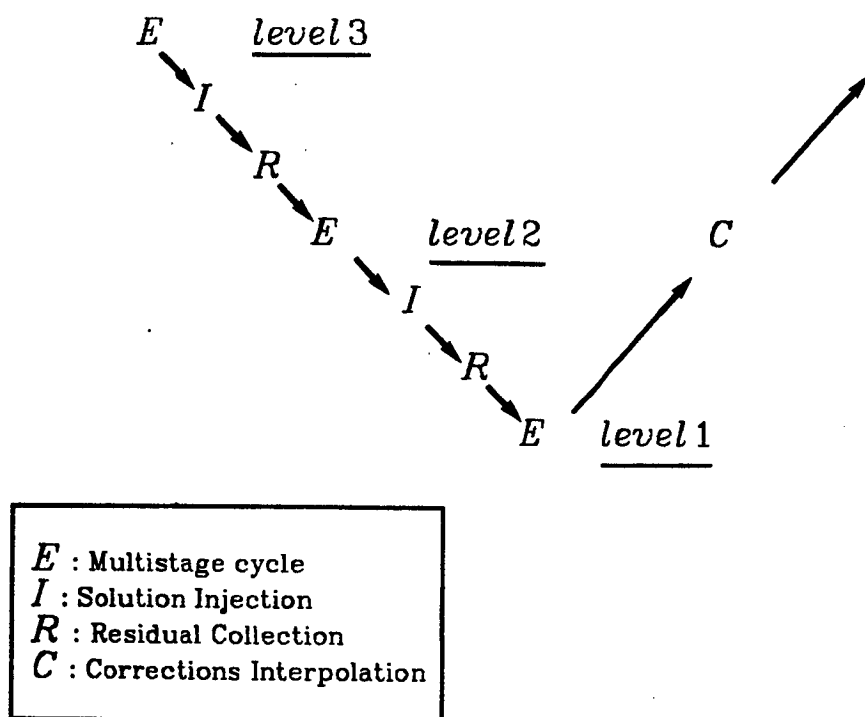 E level 3
I
R
E level 2 C
I
R
E level 1
E : Multistage cycle
I : Solution Injection
R : Residual Collection
C : Corrections Interpolation